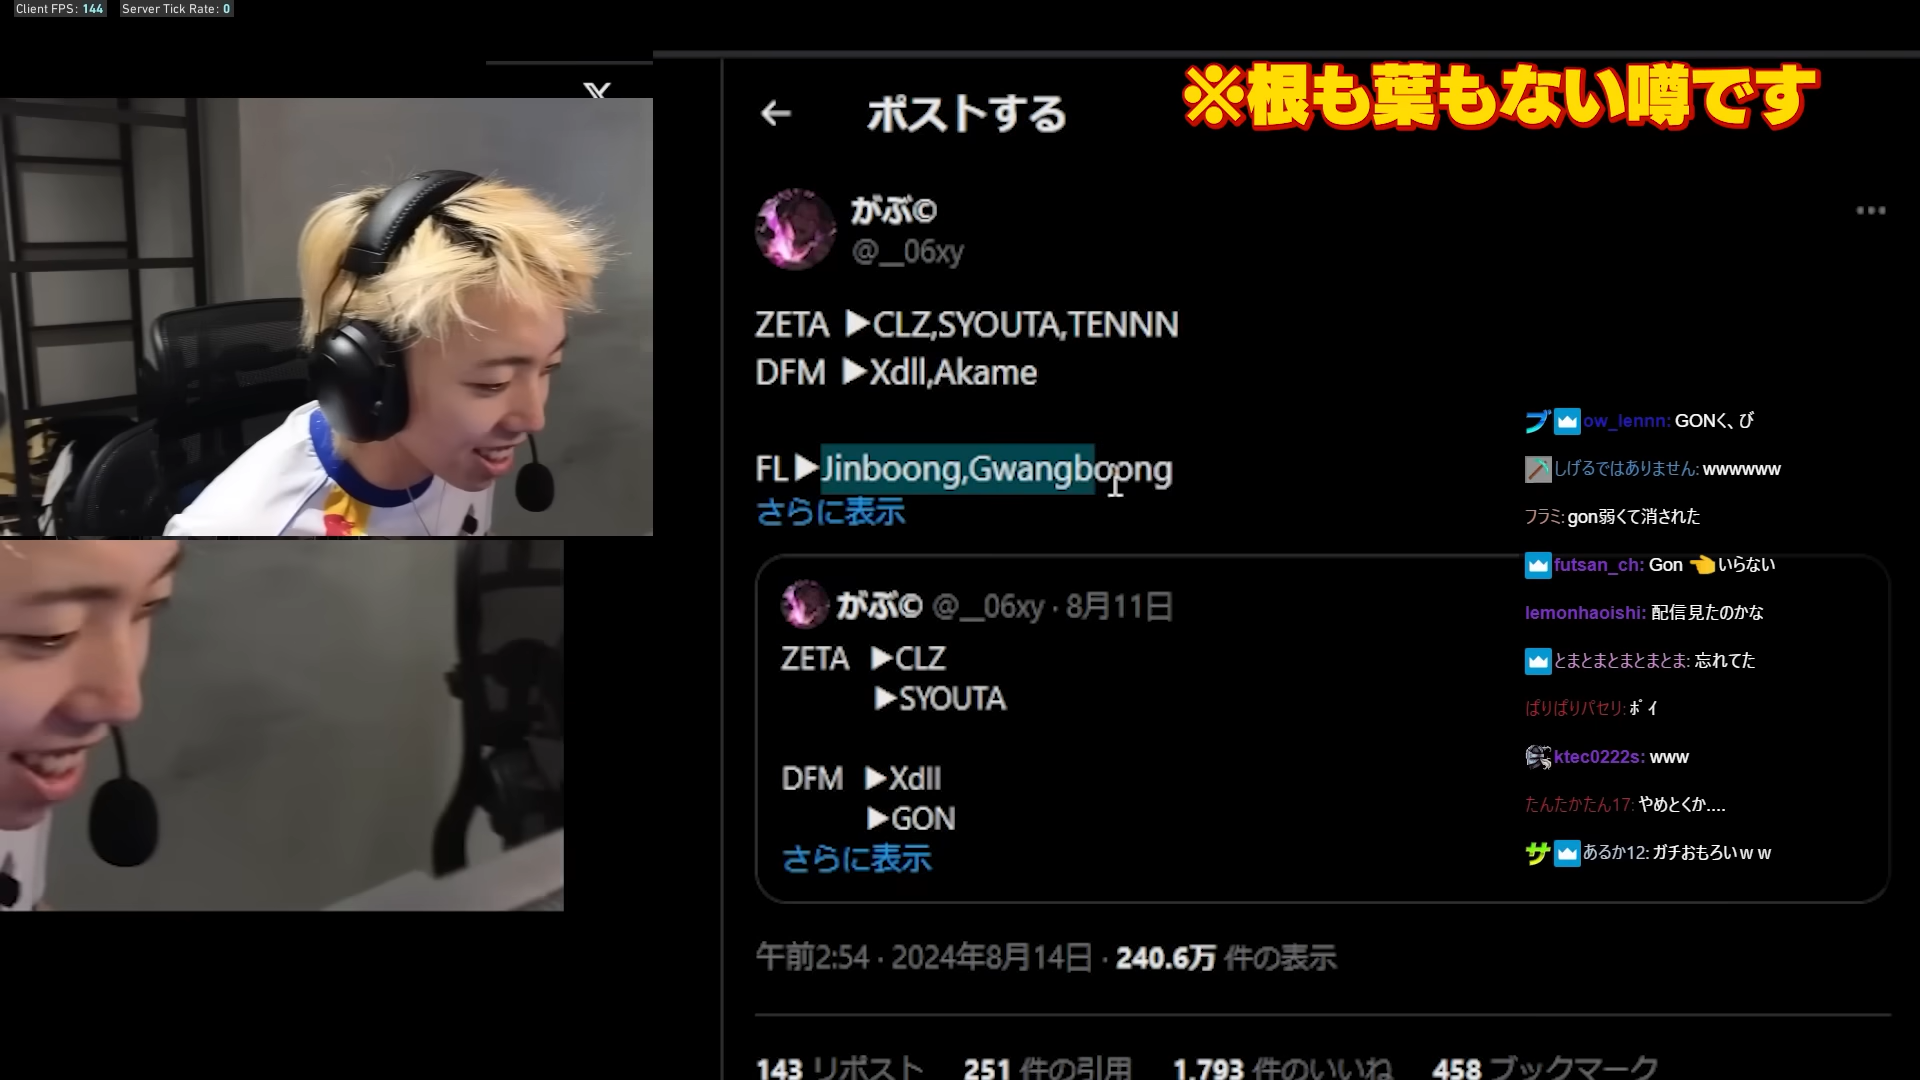 Client FPS: 144 Server Tick Rate: 0
※根も葉もない噂です
ポストする
がぶ©
@__06xy
ZETA ▶CLZ,SYOUTA,TENNN
DFM ▶Xdll,Akame
FL▶Jinboong,Gwangboong
さらに表示
がぶ© @__06xy · 8月11日
ZETA ▶CLZ
▶SYOUTA
DFM ▶Xdll
▶GON
さらに表示
午前2:54 · 2024年8月14日 · 240.6万 件の表示
143 リポスト 251 件の引用 1,793 件のいいね 458 ブックマーク
ブ ow_lennn: GONく、び
しげるではありません: wwwwww
フラミ: gon弱くて消された
futsan_ch: Gon 👈いらない
lemonhaoishi: 配信見たのかな
とまとまとまとまとま: 忘れてた
ぱりぱりパセリ: ポイ
ktec0222s: www
たんたかたん17: やめとくか....
サ あるか12: ガチおもろいｗｗ